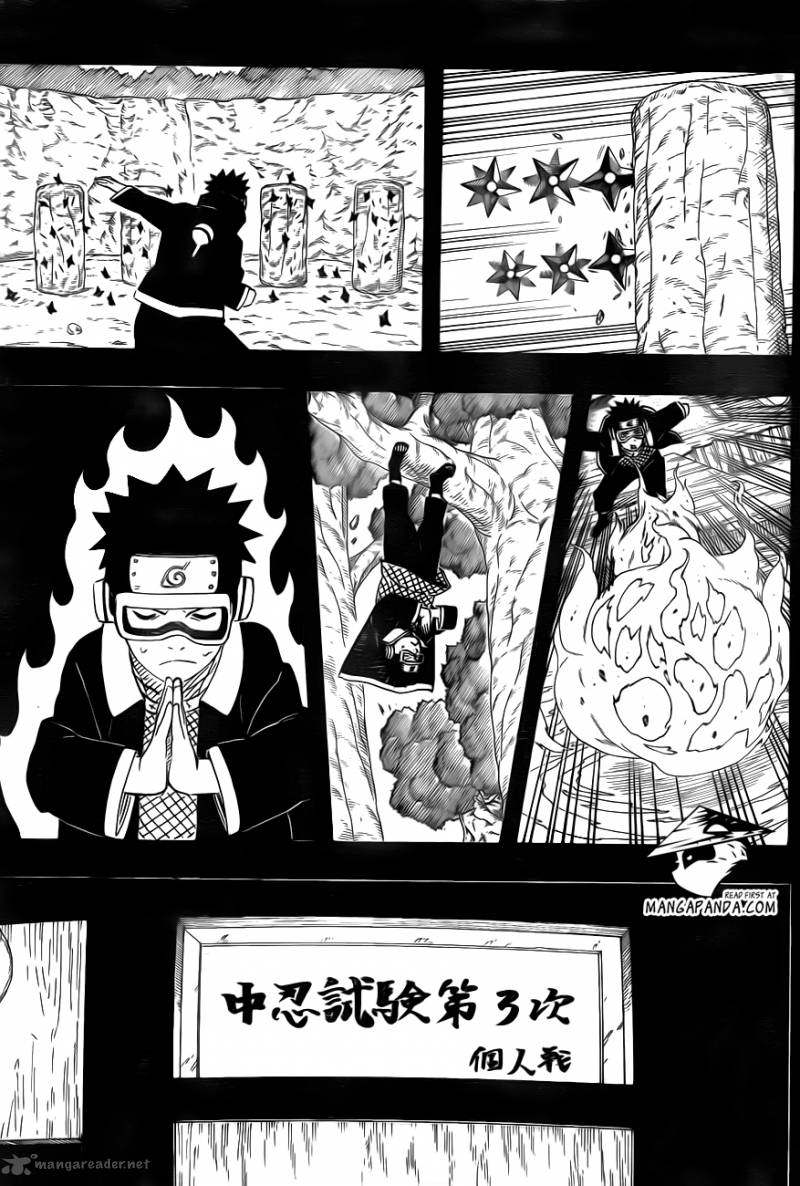 READ FIRST AT
MANGAPANDA.COM
中忍試験第3次
個人戦
mangareader.net